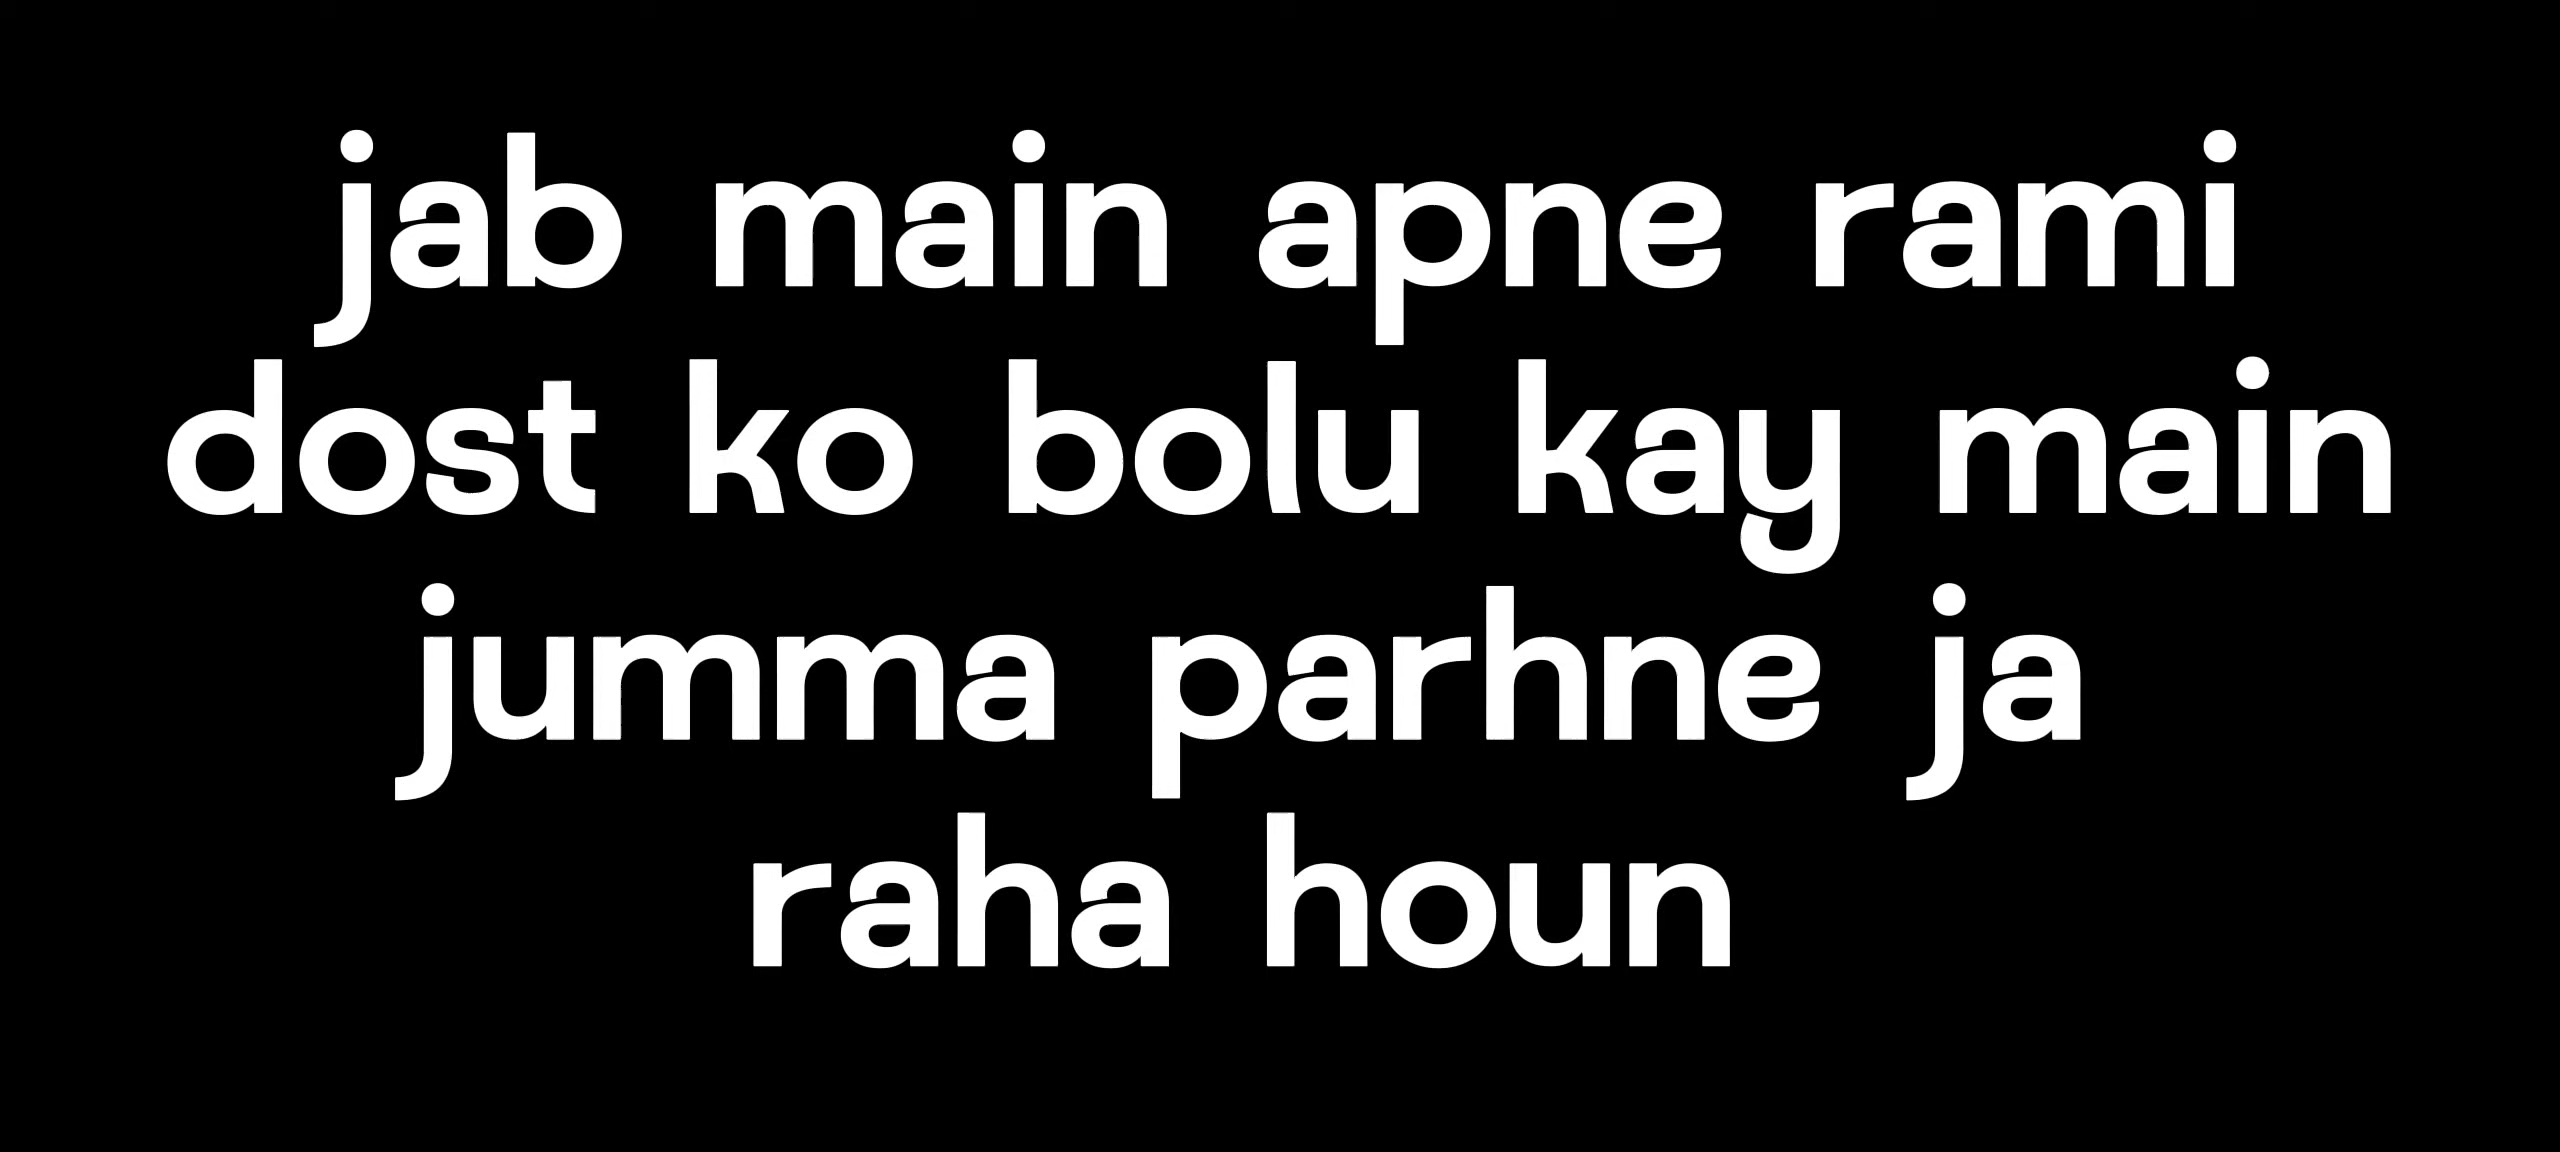 jab main apne rami
dost ko bolu kay main
jumma parhne ja
raha houn